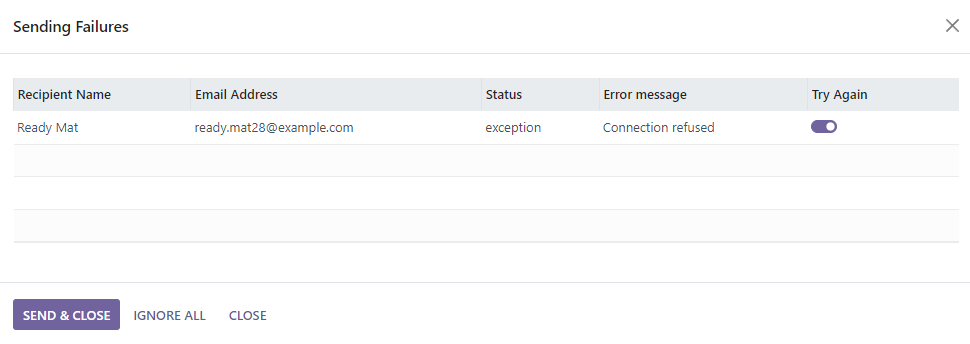 Sending Failures
Recipient Name Email Address Status Error message Try Again
Ready Mat ready.mat28@example.com exception Connection refused
SEND & CLOSE IGNORE ALL CLOSE